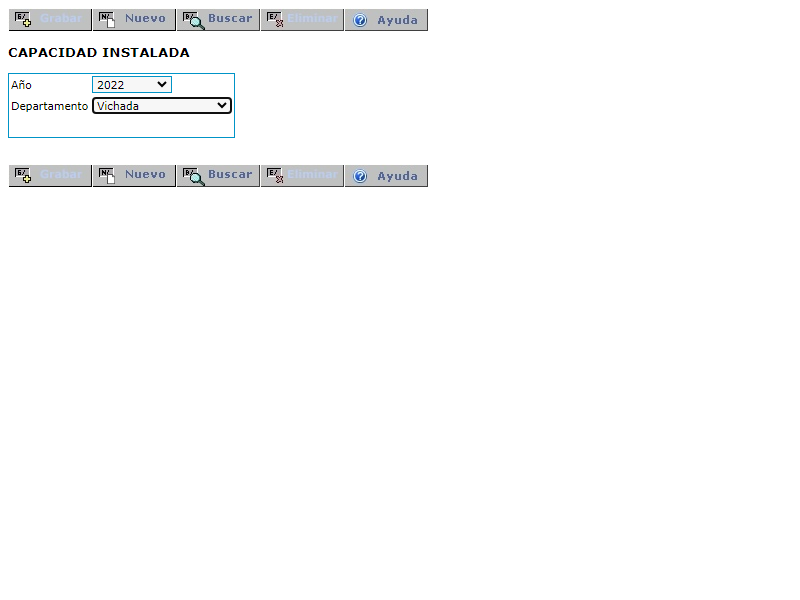 Grabar Nuevo Buscar Eliminar Ayuda
CAPACIDAD INSTALADA
Año 2022
Departamento Vichada
Grabar Nuevo Buscar Eliminar Ayuda